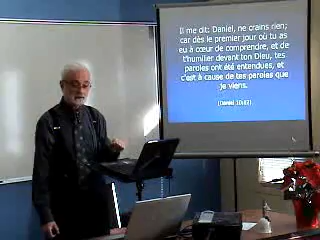 Il me dit: Daniel, ne crains rien;
car dès le premier jour où tu as
eu à cœur de comprendre, et de
t'humilier devant ton Dieu, tes
paroles ont été entendues, et
c'est à cause de tes paroles que
je viens.
(Daniel 10:12)